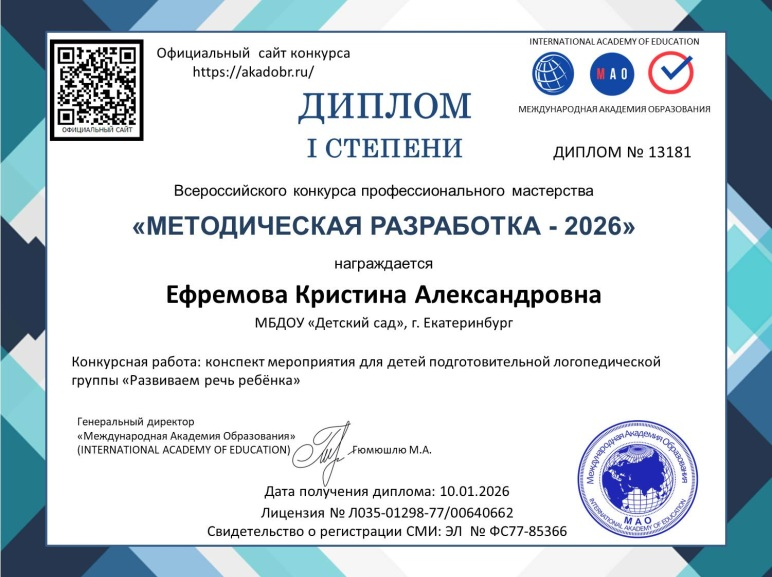 Официальный сайт конкурса
https://akadobr.ru/
ОФИЦИАЛЬНЫЙ САЙТ
INTERNATIONAL ACADEMY OF EDUCATION
МАО
МЕЖДУНАРОДНАЯ АКАДЕМИЯ ОБРАЗОВАНИЯ
ДИПЛОМ
I СТЕПЕНИ
ДИПЛОМ № 13181
Всероссийского конкурса профессионального мастерства
«МЕТОДИЧЕСКАЯ РАЗРАБОТКА - 2026»
награждается
Ефремова Кристина Александровна
МБДОУ «Детский сад», г. Екатеринбург
Конкурсная работа: конспект мероприятия для детей подготовительной логопедической
группы «Развиваем речь ребёнка»
Генеральный директор
«Международная Академия Образования»
(INTERNATIONAL ACADEMY OF EDUCATION)
Гюмюшлю М.А.
Международная Академия Образования
МАО
INTERNATIONAL ACADEMY OF EDUCATION
Дата получения диплома: 10.01.2026
Лицензия № Л035-01298-77/00640662
Свидетельство о регистрации СМИ: ЭЛ № ФС77-85366